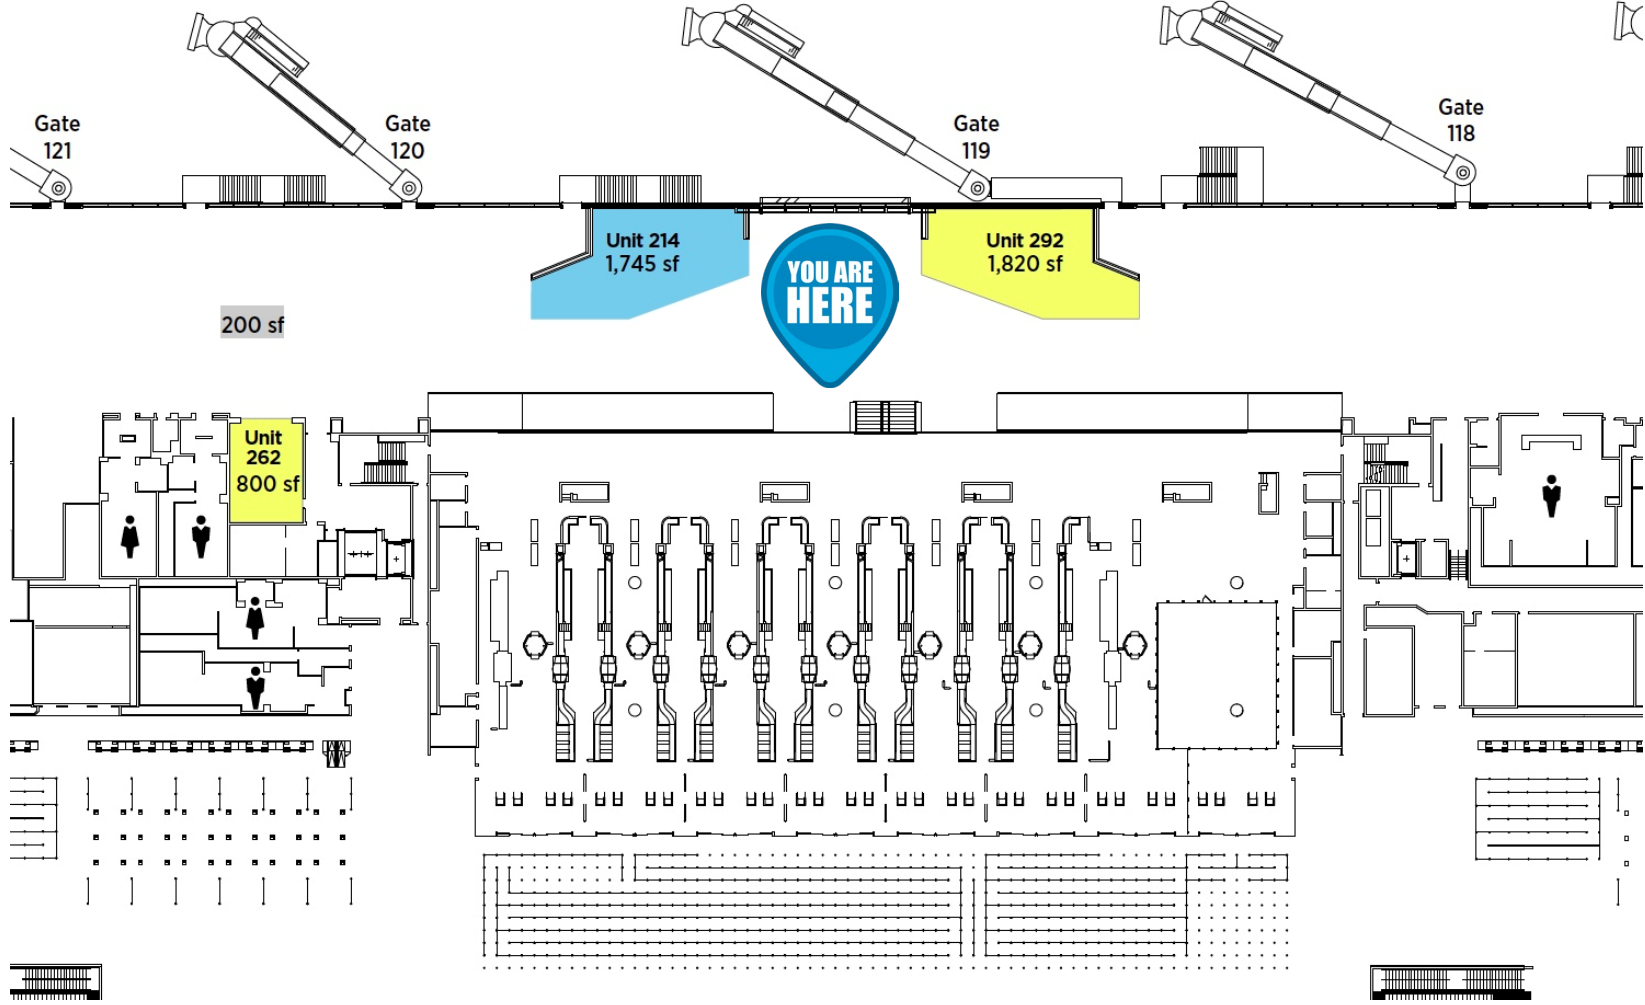 Gate
121
Gate
120
Gate
119
Gate
118
Unit 214
1,745 sf
YOU ARE
HERE
Unit 292
1,820 sf
200 sf
Unit
262
800 sf